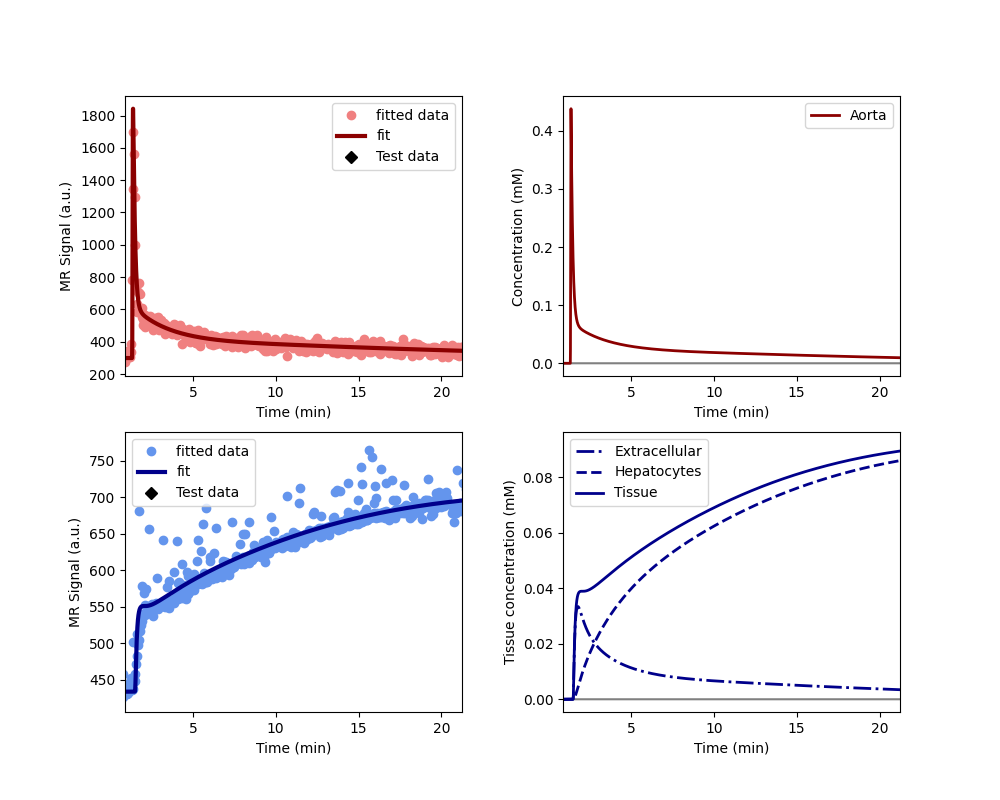 MR Signal (a.u.)
1800
1600
1400
1200
1000
800
600
400
200
fitted data
fit
Test data
5
10
15
20
Time (min)
Concentration (mM)
0.4
0.3
0.2
0.1
0.0
Aorta
5
10
15
20
Time (min)
MR Signal (a.u.)
750
700
650
600
550
500
450
fitted data
fit
Test data
5
10
15
20
Time (min)
Tissue concentration (mM)
0.08
0.06
0.04
0.02
0.00
Extracellular
Hepatocytes
Tissue
5
10
15
20
Time (min)